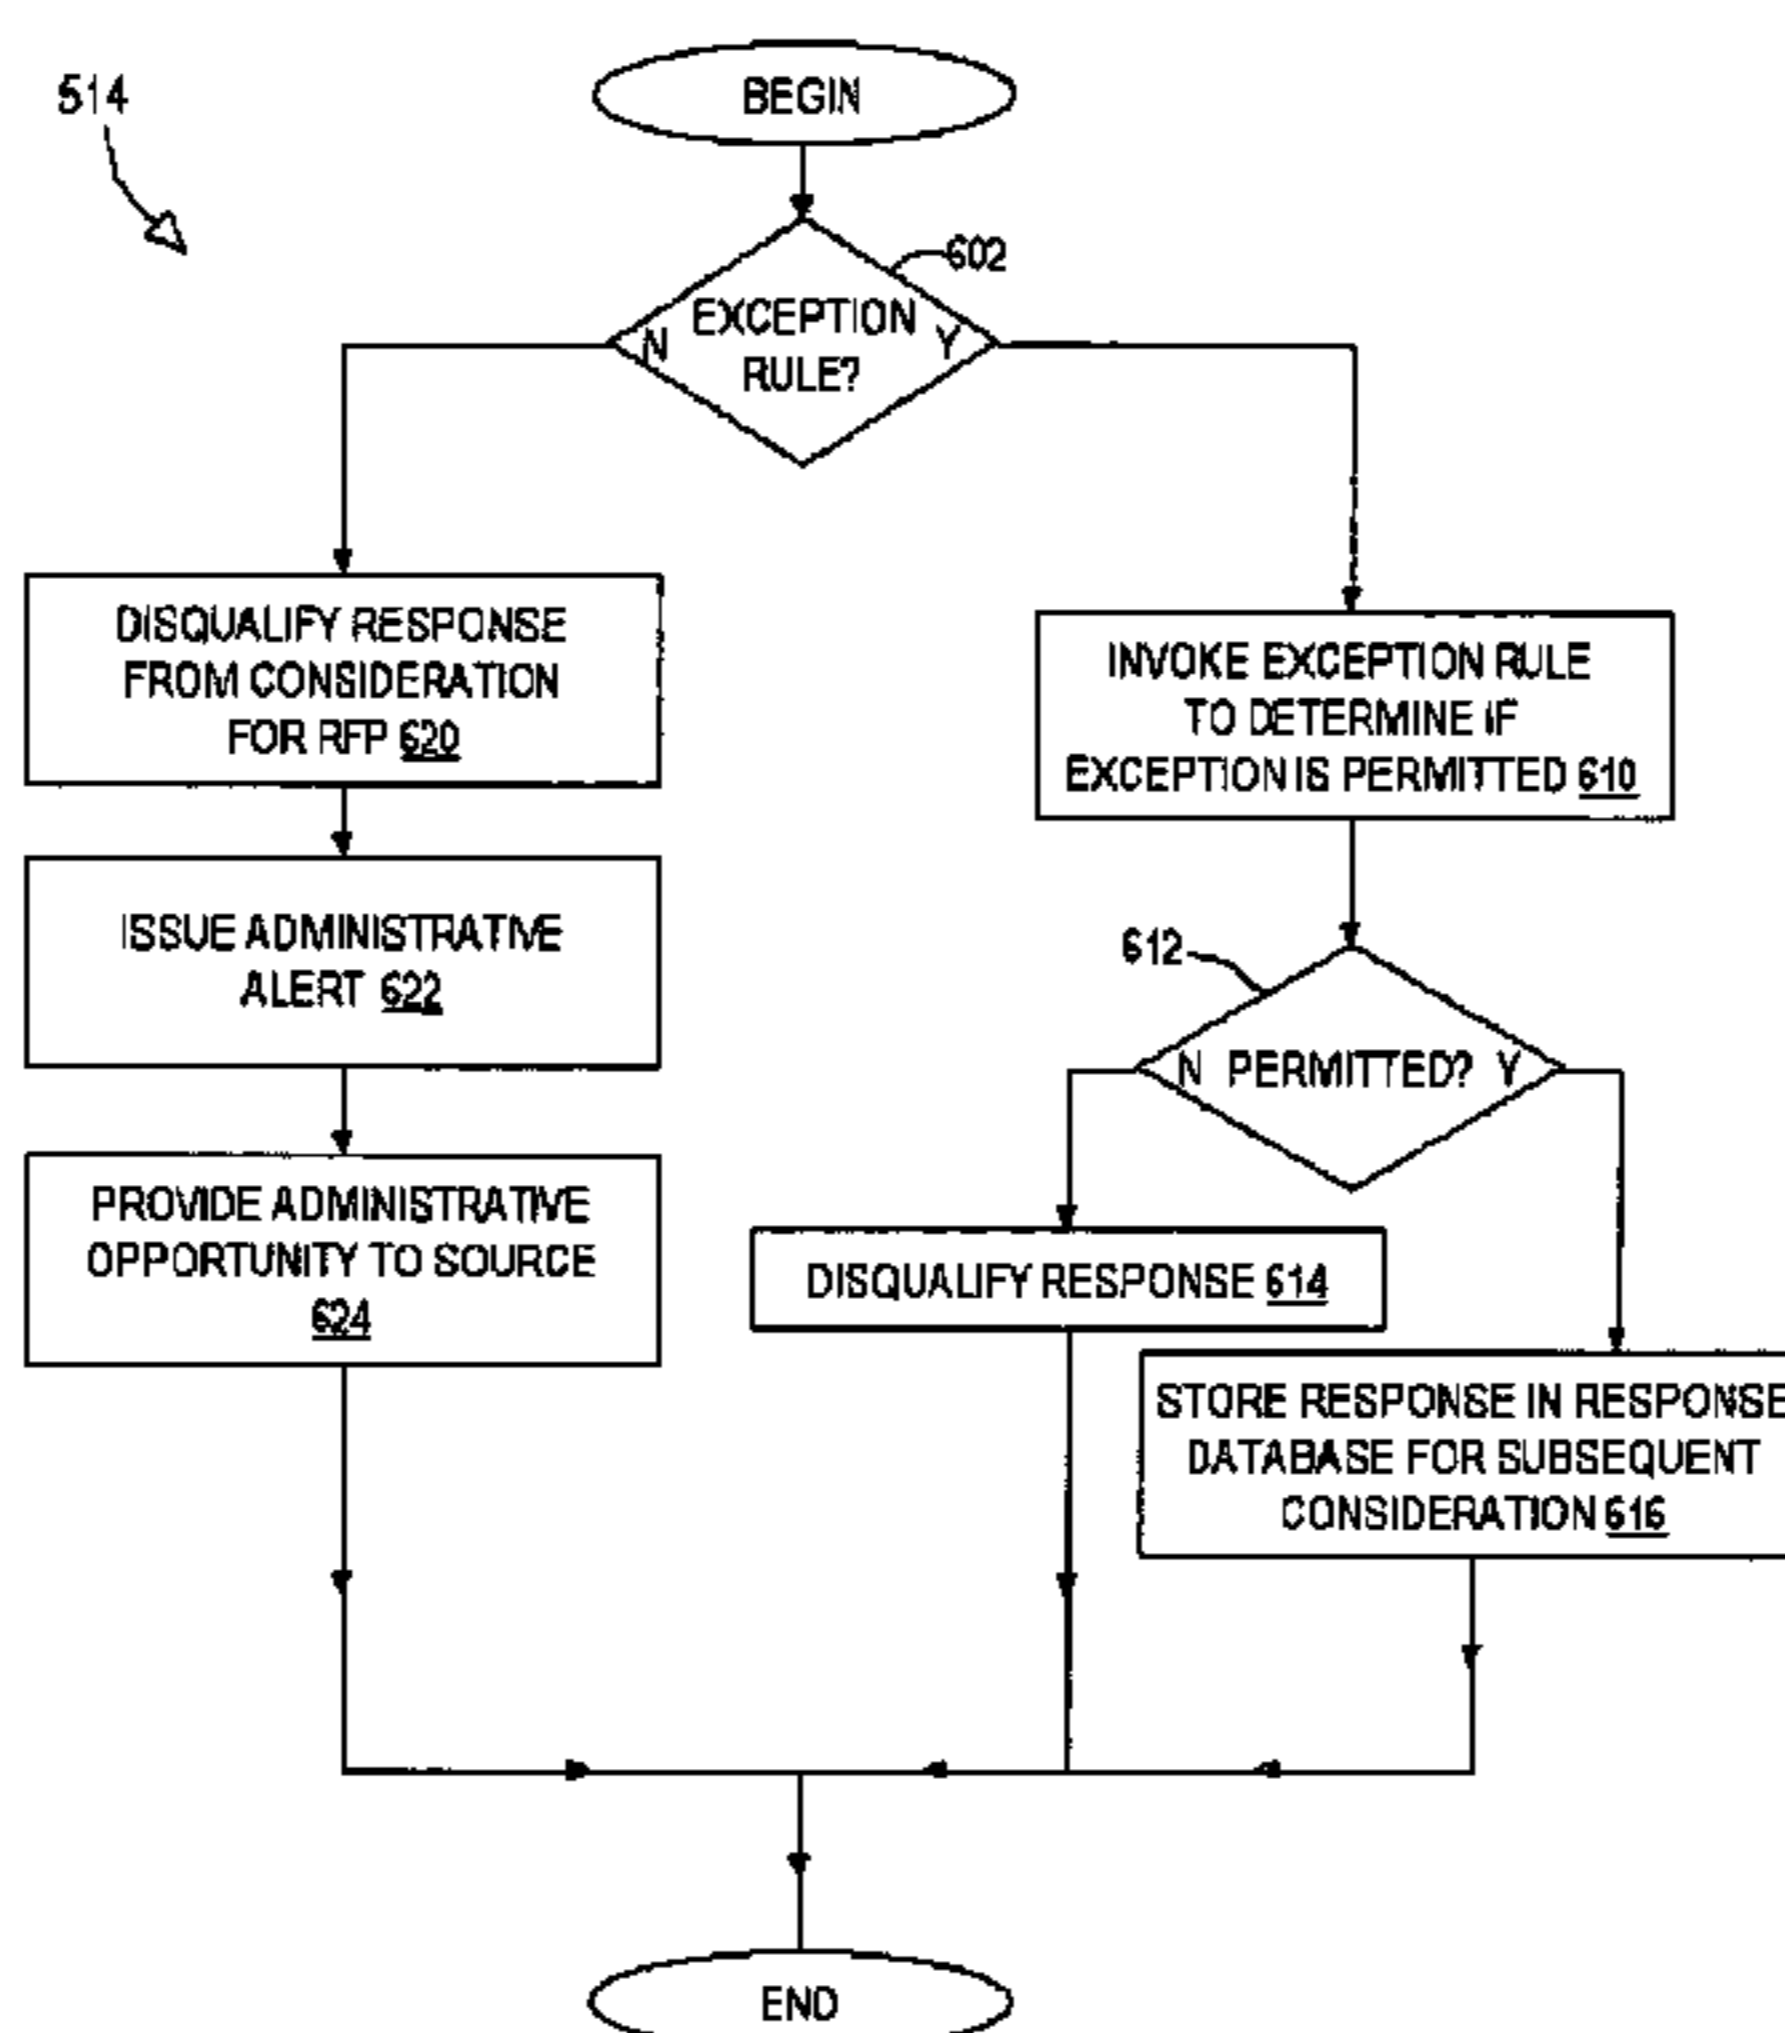 514
BEGIN
602
EXCEPTION
N Y
RULE?
DISQUALIFY RESPONSE
FROM CONSIDERATION
FOR RFP 620
INVOKE EXCEPTION RULE
TO DETERMINE IF
EXCEPTION IS PERMITTED 610
ISSUE ADMINISTRATIVE
ALERT 622
612
N PERMITTED? Y
PROVIDE ADMINISTRATIVE
OPPORTUNITY TO SOURCE
624
DISQUALIFY RESPONSE 614
STORE RESPONSE IN RESPONSE
DATABASE FOR SUBSEQUENT
CONSIDERATION 616
END